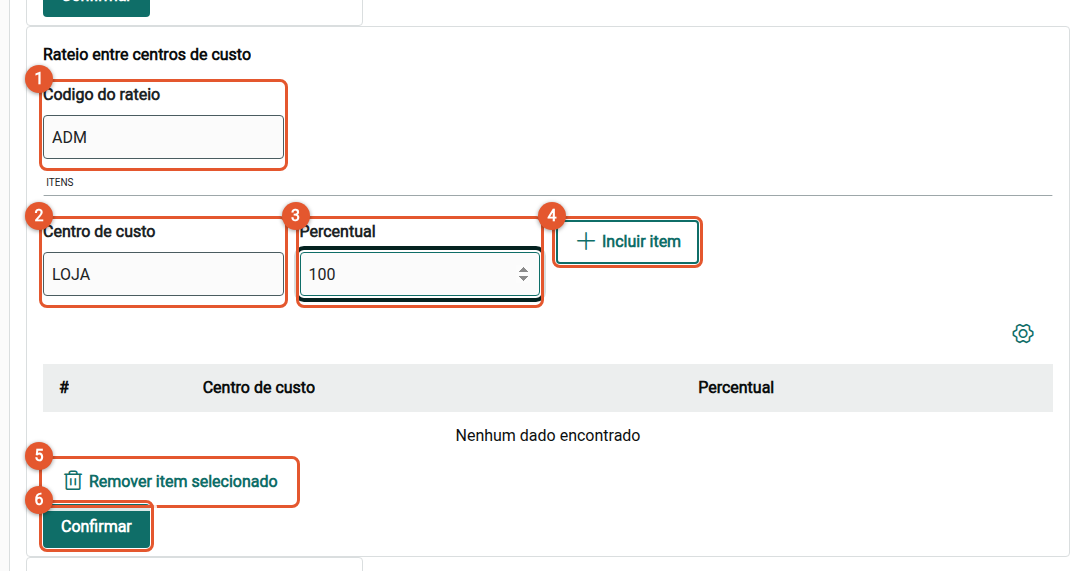 Confirmar
Rateio entre centros de custo
1
Codigo do rateio
ADM
ITENS
2
Centro de custo
LOJA
3
Percentual
100
4
Incluir item
# Centro de custo Percentual
Nenhum dado encontrado
5
Remover item selecionado
6
Confirmar